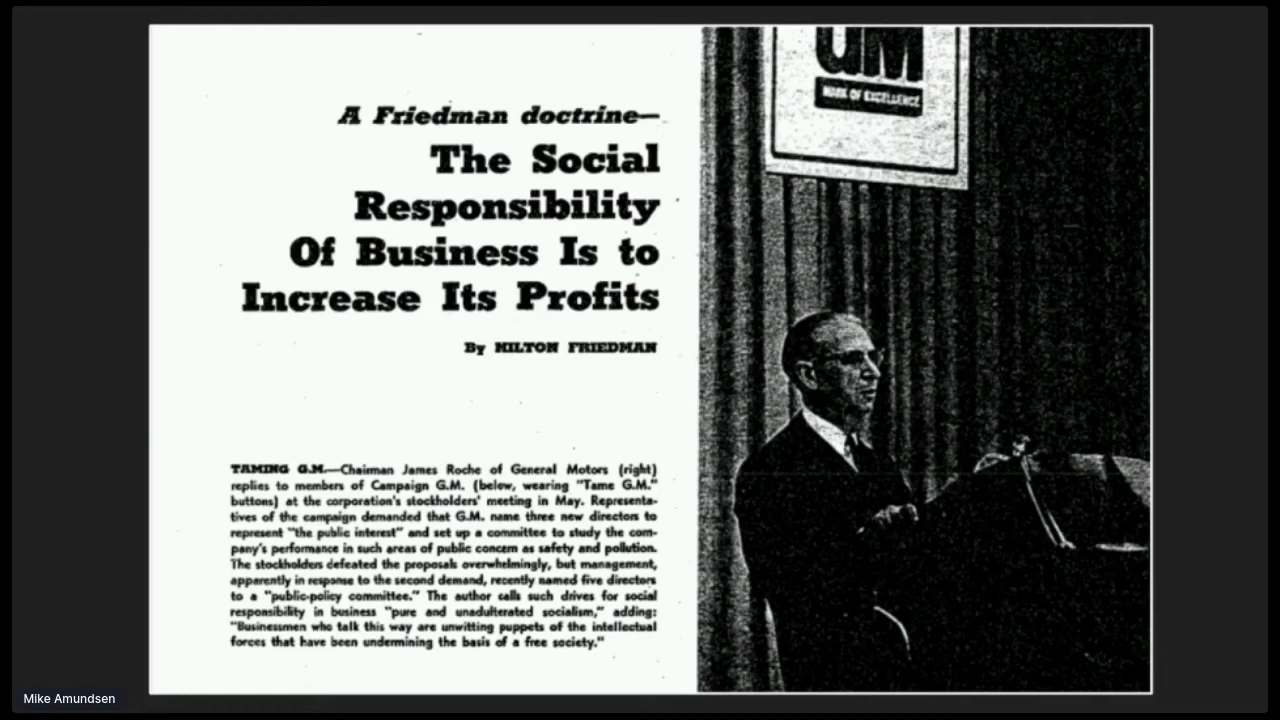 A Friedman doctrine—
The Social
Responsibility
Of Business Is to
Increase Its Profits
By MILTON FRIEDMAN
TAMING G.M.—Chairman James Roche of General Motors (right)
replies to members of Campaign G.M. (below, wearing "Tame G.M."
buttons) at the corporation's stockholders' meeting in May. Representa-
tives of the campaign demanded that G.M. name three new directors to
represent "the public interest" and set up a committee to study the com-
pany's performance in such areas of public concern as safety and pollution.
The stockholders defeated the proposals overwhelmingly, but management,
apparently in response to the second demand, recently named five directors
to a "public-policy committee." The author calls such drives for social
responsibility in business "pure and unadulterated socialism," adding:
"Businessmen who talk this way are unwitting puppets of the intellectual
forces that have been undermining the basis of a free society."
GM
MARK OF EXCELLENCE
Mike Amundsen